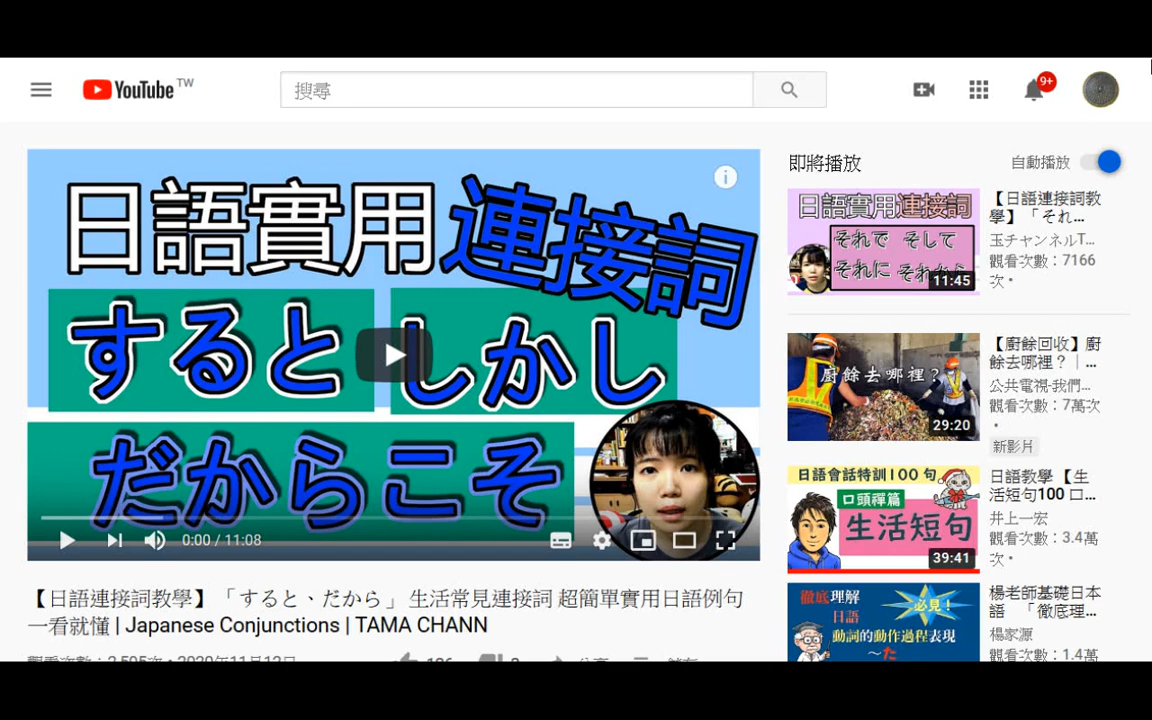 YouTube TW
搜尋
9+
日語實用連接詞
すると しかし
だからこそ
0:00 / 11:08
【日語連接詞教學】「すると、だから」 生活常見連接詞 超簡單實用日語例句
一看就懂 | Japanese Conjunctions | TAMA CHANN
即將播放
自動播放
日語實用連接詞
それで そして
それに それから
11:45
【日語連接詞教
學】「それ...
玉チャンネルT...
觀看次數：7166
次・
廚餘去哪裡？
29:20
【廚餘回收】廚
餘去哪裡？｜...
公共電視-我們...
觀看次數：7萬次
・
新影片
日語會話特訓100句
口頭禪篇
生活短句
39:41
日語教學 【生
活短句100 口...
井上一宏
觀看次數：3.4萬
次・
徹底理解
日語
必見！
動詞的動作過程表現
～た
楊老師基礎日本
語 「徹底理...
楊家源
觀看次數：1.4萬